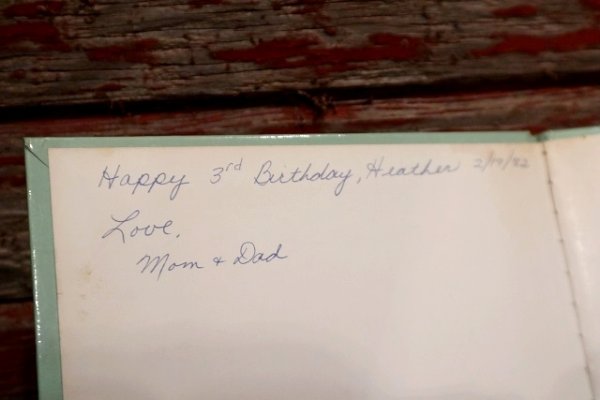 Happy 3rd Birthday, Heather
Love,
Mom + Dad